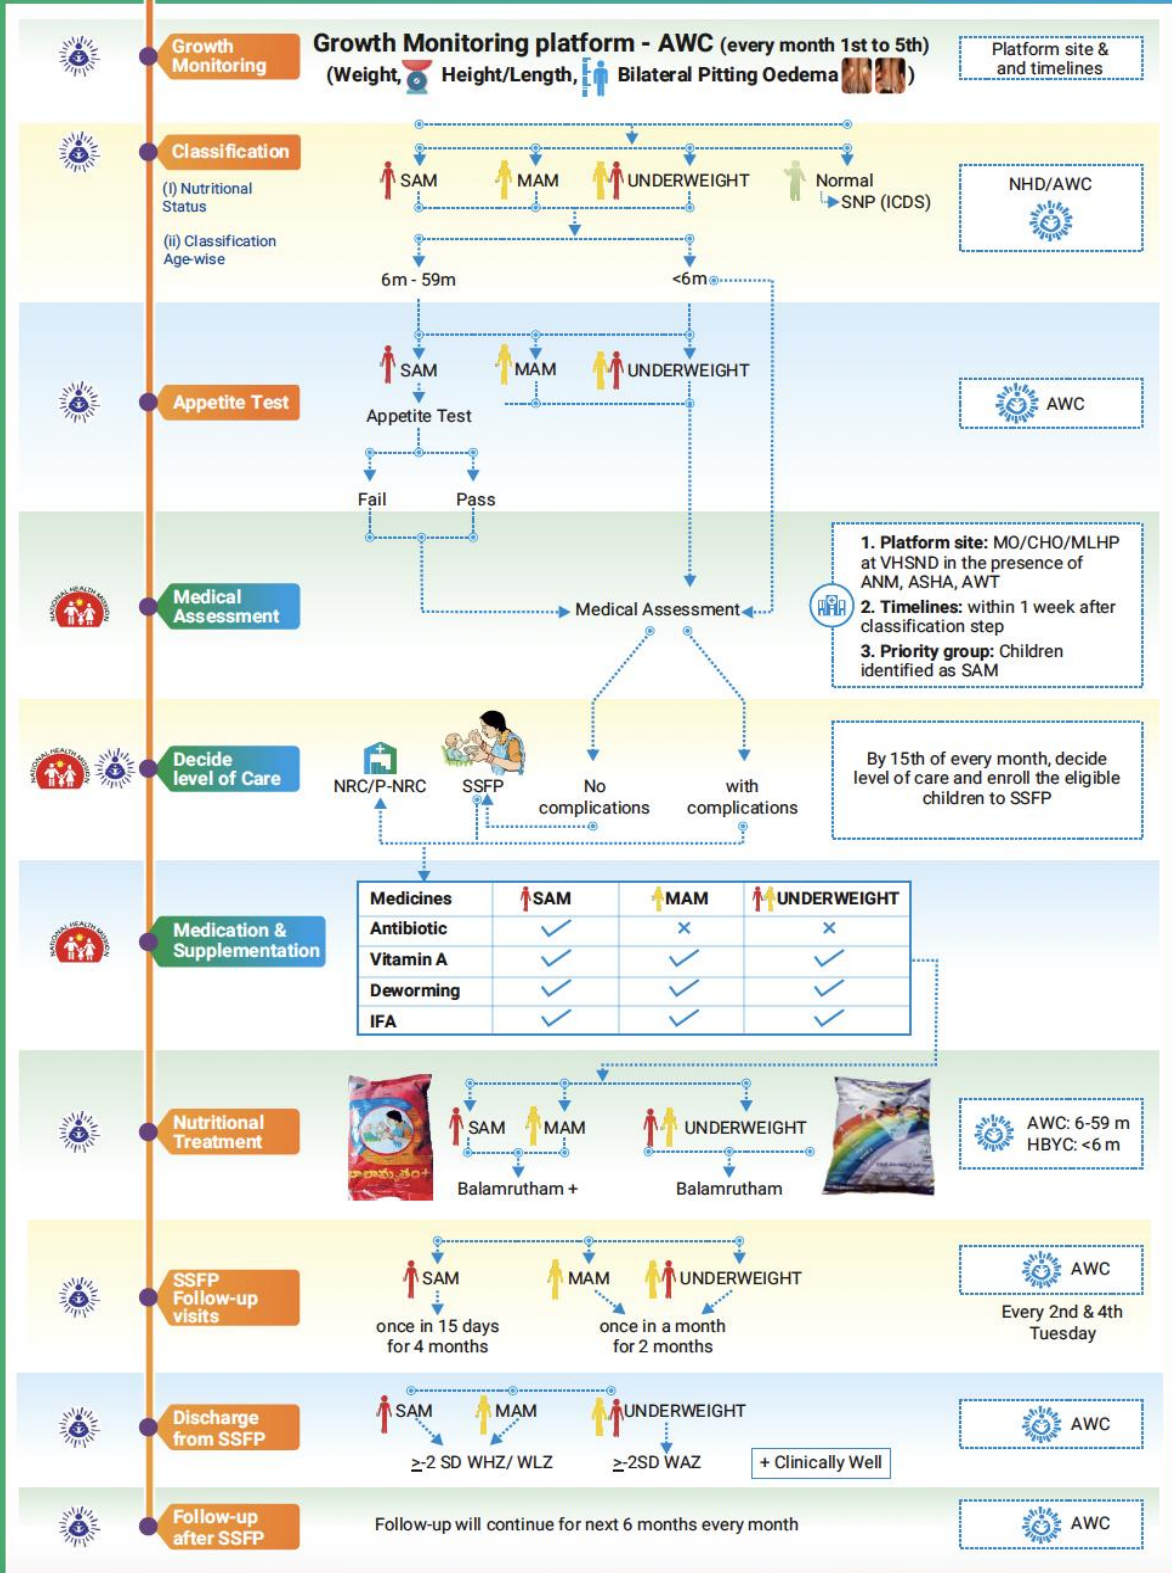 Growth
Monitoring
Growth Monitoring platform - AWC (every month 1st to 5th)
(Weight, Height/Length, Bilateral Pitting Oedema )
Platform site &
and timelines
Classification
(I) Nutritional
Status
(ii) Classification
Age-wise
SAM MAM UNDERWEIGHT Normal
SNP (ICDS)
6m - 59m <6m
NHD/AWC
Appetite Test
SAM MAM UNDERWEIGHT
Appetite Test
Fail Pass
AWC
NATIONAL HEALTH MISSION
Medical
Assessment
Medical Assessment
1. Platform site: MO/CHO/MLHP
at VHSND in the presence of
ANM, ASHA, AWT
2. Timelines: within 1 week after
classification step
3. Priority group: Children
identified as SAM
NATIONAL HEALTH MISSION
Decide
level of Care
NRC/P-NRC SSFP No
complications
with
complications
By 15th of every month, decide
level of care and enroll the eligible
children to SSFP
NATIONAL HEALTH MISSION
Medication &
Supplementation
Medicines SAM MAM UNDERWEIGHT
Antibiotic ✓ × ×
Vitamin A ✓ ✓ ✓
Deworming ✓ ✓ ✓
IFA ✓ ✓ ✓
Nutritional
Treatment
బాలామృతం+
SAM MAM UNDERWEIGHT
Balamrutham + Balamrutham
AWC: 6-59 m
HBYC: <6 m
SSFP
Follow-up
visits
SAM MAM UNDERWEIGHT
once in 15 days
for 4 months
once in a month
for 2 months
AWC
Every 2nd & 4th
Tuesday
Discharge
from SSFP
SAM MAM UNDERWEIGHT
≥-2 SD WHZ/ WLZ ≥-2SD WAZ + Clinically Well
AWC
Follow-up
after SSFP
Follow-up will continue for next 6 months every month
AWC